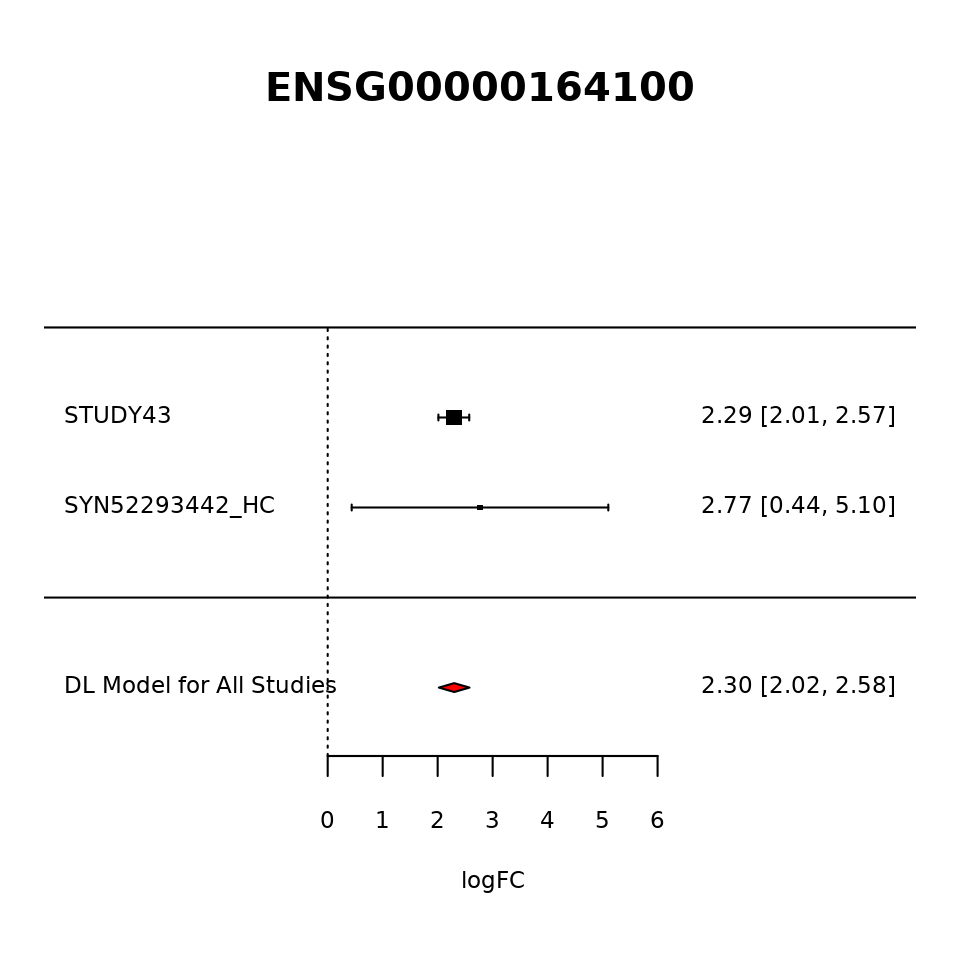 ENSG00000164100
STUDY43 2.29 [2.01, 2.57]
SYN52293442_HC 2.77 [0.44, 5.10]
DL Model for All Studies 2.30 [2.02, 2.58]
0 1 2 3 4 5 6
logFC